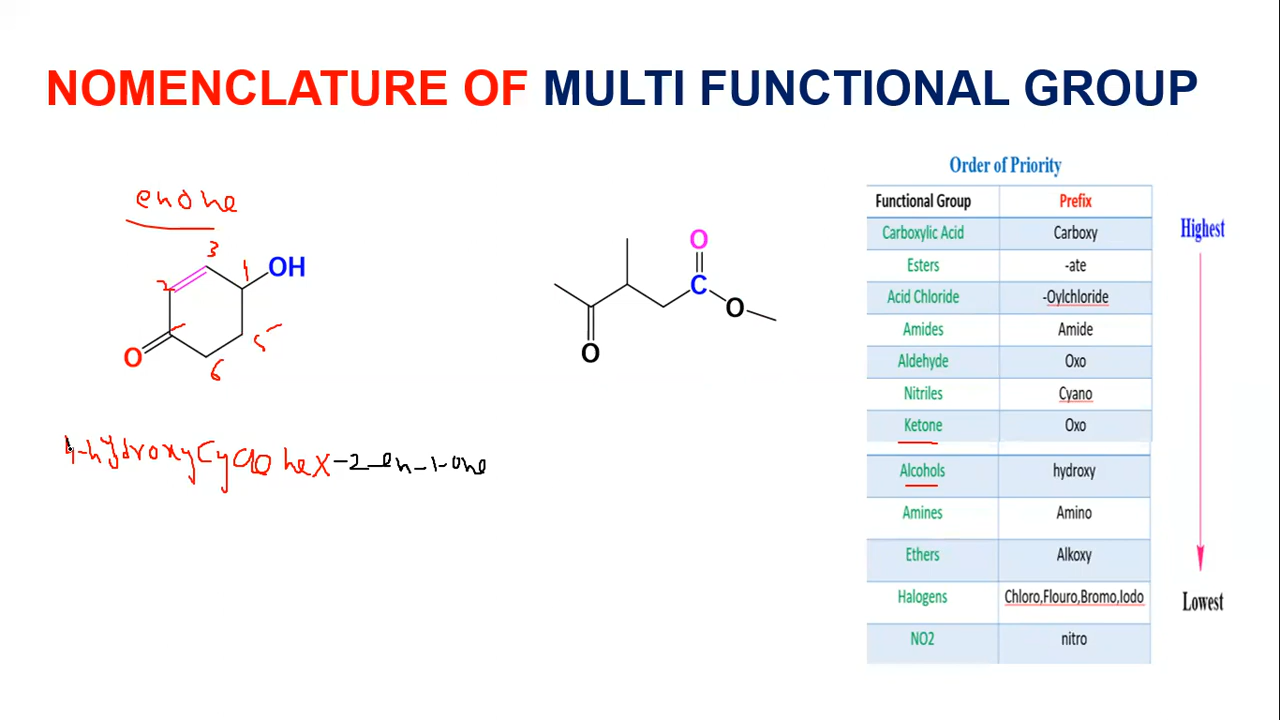 NOMENCLATURE OF MULTI FUNCTIONAL GROUP
enone
3
4
OH
2
1
O
5
6
4-hydroxycyclohex-2-en-1-one
O
C
O
O
Order of Priority
Functional Group Prefix
Carboxylic Acid Carboxy
Esters -ate
Acid Chloride -Oylchloride
Amides Amide
Aldehyde Oxo
Nitriles Cyano
Ketone Oxo
Alcohols hydroxy
Amines Amino
Ethers Alkoxy
Halogens Chloro,Flouro,Bromo,Iodo
NO2 nitro
Highest
Lowest